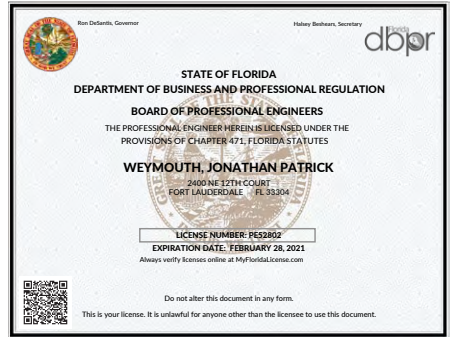 Ron DeSantis, Governor
Halsey Beshears, Secretary
Florida
dbpr
STATE OF FLORIDA
DEPARTMENT OF BUSINESS AND PROFESSIONAL REGULATION
BOARD OF PROFESSIONAL ENGINEERS
THE PROFESSIONAL ENGINEER HEREIN IS LICENSED UNDER THE
PROVISIONS OF CHAPTER 471, FLORIDA STATUTES
WEYMOUTH, JONATHAN PATRICK
2400 NE 12TH COURT
FORT LAUDERDALE FL 33304
LICENSE NUMBER: PE52802
EXPIRATION DATE: FEBRUARY 28, 2021
Always verify licenses online at MyFloridaLicense.com
Do not alter this document in any form.
This is your license. It is unlawful for anyone other than the licensee to use this document.